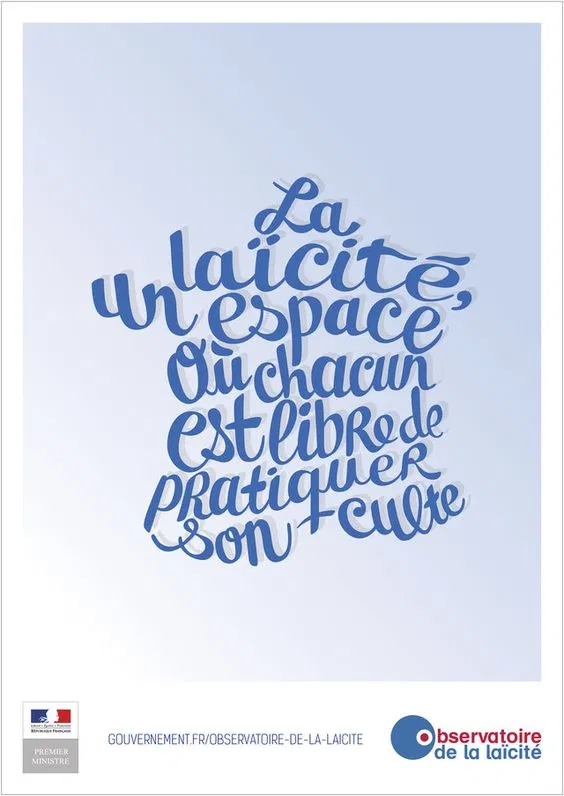 La
laïcité,
un espace
où chacun
est libre de
pratiquer
son culte
Liberté • Égalité • Fraternité
RÉPUBLIQUE FRANÇAISE
PREMIER
MINISTRE
GOUVERNEMENT.FR/OBSERVATOIRE-DE-LA-LAICITE
Observatoire
de la laïcité